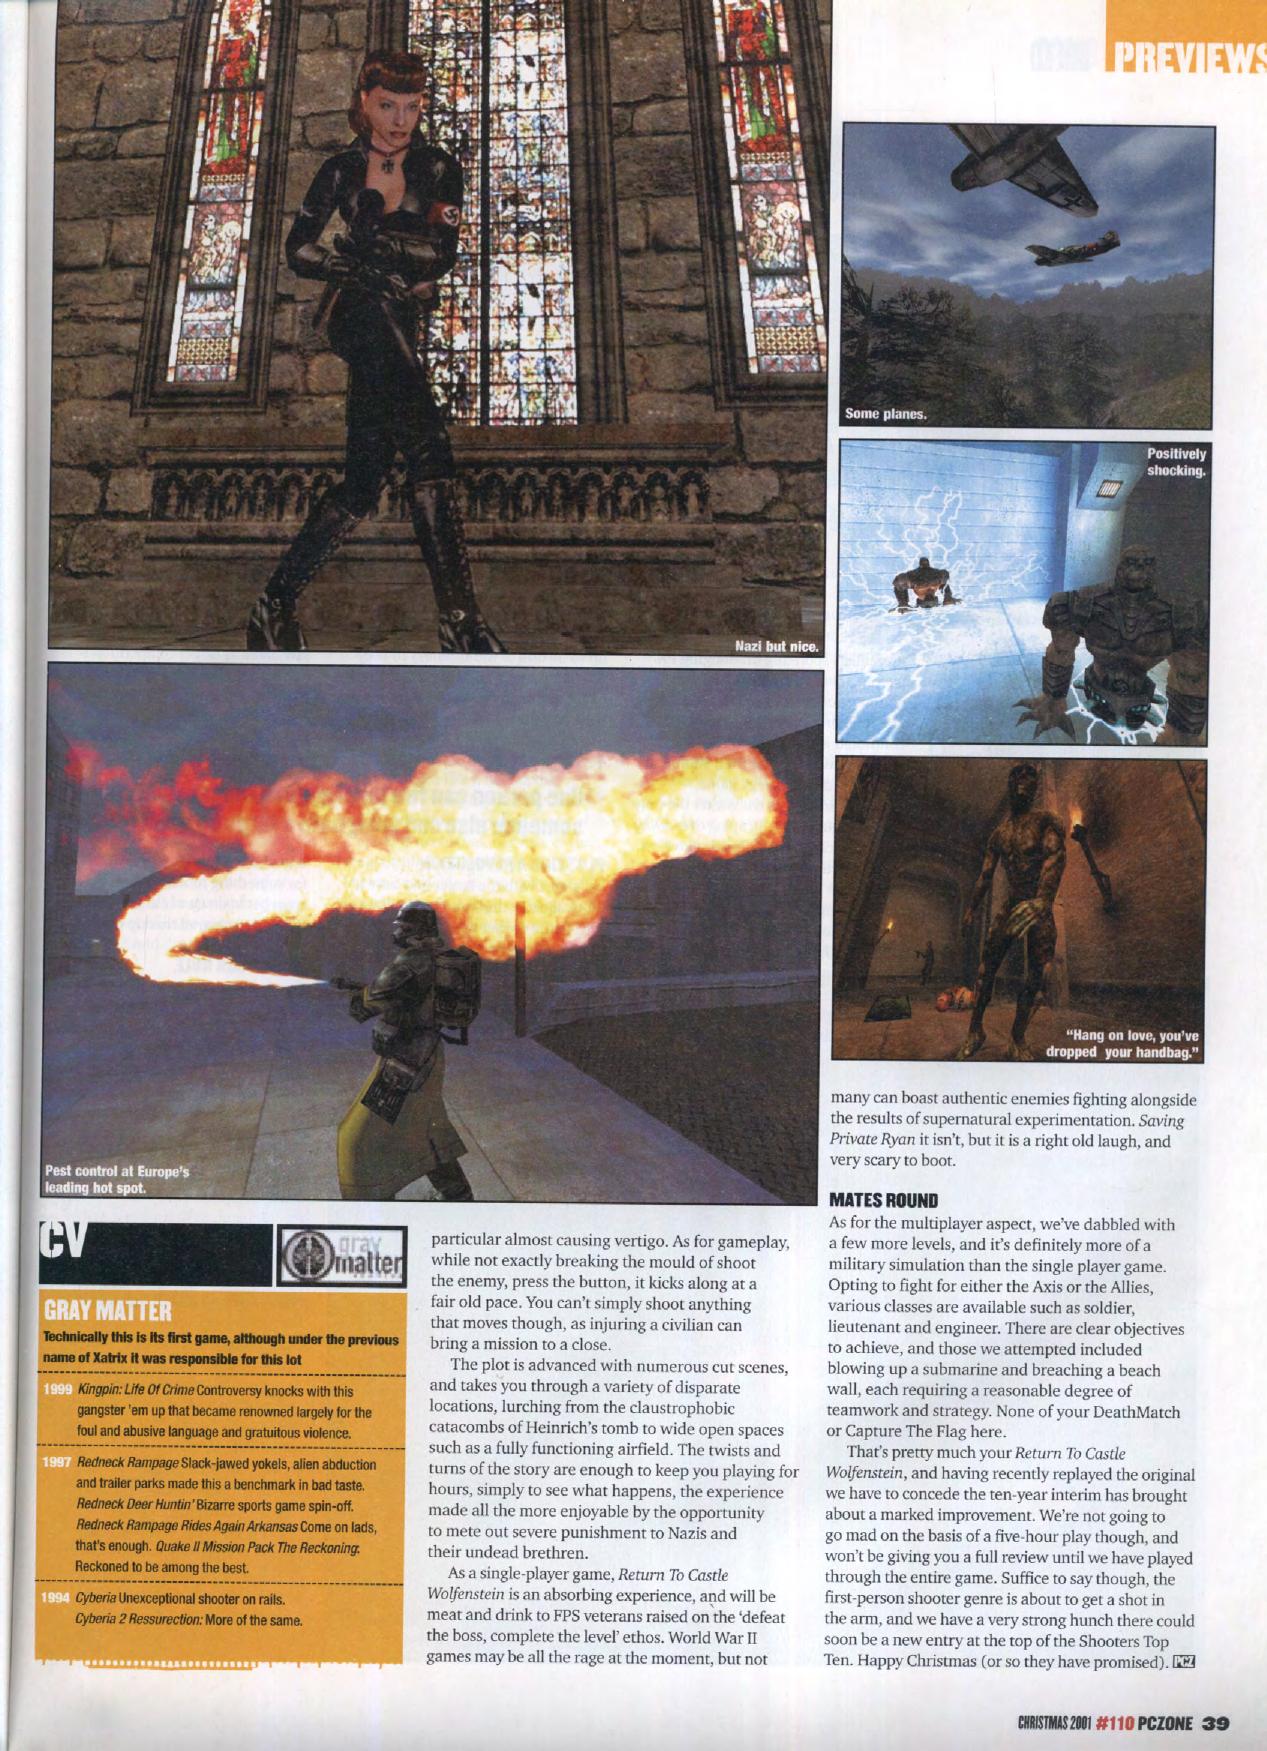 PREVIEWS
Nazi but nice.
Some planes.
Positively
shocking.
"Hang on love, you've
dropped your handbag."
Pest control at Europe's
leading hot spot.
CV
gray
matter
GRAY MATTER
Technically this is its first game, although under the previous
name of Xatrix it was responsible for this lot
1999 Kingpin: Life Of Crime Controversy knocks with this
gangster 'em up that became renowned largely for the
foul and abusive language and gratuitous violence.
1997 Redneck Rampage Slack-jawed yokels, alien abduction
and trailer parks made this a benchmark in bad taste.
Redneck Deer Huntin' Bizarre sports game spin-off.
Redneck Rampage Rides Again Arkansas Come on lads,
that's enough. Quake II Mission Pack The Reckoning:
Reckoned to be among the best.
1994 Cyberia Unexceptional shooter on rails.
Cyberia 2 Ressurection: More of the same.
particular almost causing vertigo. As for gameplay,
while not exactly breaking the mould of shoot
the enemy, press the button, it kicks along at a
fair old pace. You can't simply shoot anything
that moves though, as injuring a civilian can
bring a mission to a close.
The plot is advanced with numerous cut scenes,
and takes you through a variety of disparate
locations, lurching from the claustrophobic
catacombs of Heinrich's tomb to wide open spaces
such as a fully functioning airfield. The twists and
turns of the story are enough to keep you playing for
hours, simply to see what happens, the experience
made all the more enjoyable by the opportunity
to mete out severe punishment to Nazis and
their undead brethren.
As a single-player game, Return To Castle
Wolfenstein is an absorbing experience, and will be
meat and drink to FPS veterans raised on the 'defeat
the boss, complete the level' ethos. World War II
games may be all the rage at the moment, but not
many can boast authentic enemies fighting alongside
the results of supernatural experimentation. Saving
Private Ryan it isn't, but it is a right old laugh, and
very scary to boot.
MATES ROUND
As for the multiplayer aspect, we've dabbled with
a few more levels, and it's definitely more of a
military simulation than the single player game.
Opting to fight for either the Axis or the Allies,
various classes are available such as soldier,
lieutenant and engineer. There are clear objectives
to achieve, and those we attempted included
blowing up a submarine and breaching a beach
wall, each requiring a reasonable degree of
teamwork and strategy. None of your DeathMatch
or Capture The Flag here.
That's pretty much your Return To Castle
Wolfenstein, and having recently replayed the original
we have to concede the ten-year interim has brought
about a marked improvement. We're not going to
go mad on the basis of a five-hour play though, and
won't be giving you a full review until we have played
through the entire game. Suffice to say though, the
first-person shooter genre is about to get a shot in
the arm, and we have a very strong hunch there could
soon be a new entry at the top of the Shooters Top
Ten. Happy Christmas (or so they have promised). PCZ
CHRISTMAS 2001 #110 PCZONE 39